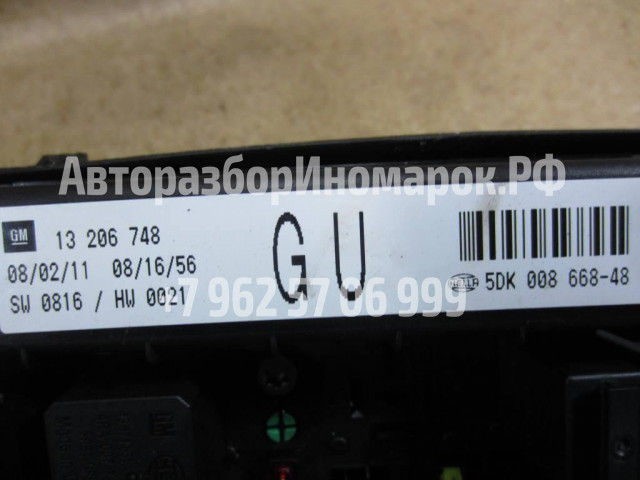 АвторазборИномарок.РФ
GM 13 206 748
08/02/11 08/16/56
SW 0816 / HW 0021
GU
HELLA 5DK 008 668-48
+7 962 97 06 999